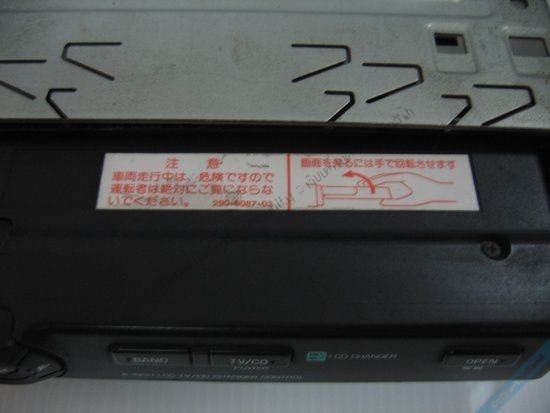 注 意
車両走行中は、危険ですので
運転者は絶対にご覧にならな
いでください。 290-6987-03
画面を見るには手で回転させます
BAND
TV/CD
+CD CHANGER
OPEN